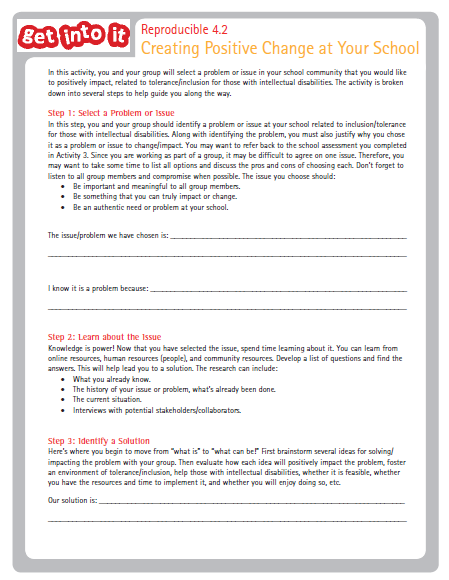 get into it
Reproducible 4.2
Creating Positive Change at Your School
In this activity, you and your group will select a problem or issue in your school community that you would like
to positively impact, related to tolerance/inclusion for those with intellectual disabilities. The activity is broken
down into several steps to help guide you along the way.
Step 1: Select a Problem or Issue
In this step, you and your group should identify a problem or issue at your school related to inclusion/tolerance
for those with intellectual disabilities. Along with identifying the problem, you must also justify why you chose
it as a problem or issue to change/impact. You may want to refer back to the school assessment you completed
in Activity 3. Since you are working as part of a group, it may be difficult to agree on one issue. Therefore, you
may want to take some time to list all options and discuss the pros and cons of choosing each. Don't forget to
listen to all group members and compromise when possible. The issue you choose should:
• Be important and meaningful to all group members.
• Be something that you can truly impact or change.
• Be an authentic need or problem at your school.
The issue/problem we have chosen is: ____________________
____________________
I know it is a problem because: ____________________
____________________
Step 2: Learn about the Issue
Knowledge is power! Now that you have selected the issue, spend time learning about it. You can learn from
online resources, human resources (people), and community resources. Develop a list of questions and find the
answers. This will help lead you to a solution. The research can include:
• What you already know.
• The history of your issue or problem, what's already been done.
• The current situation.
• Interviews with potential stakeholders/collaborators.
Step 3: Identify a Solution
Here's where you begin to move from "what is" to "what can be!" First brainstorm several ideas for solving/
impacting the problem with your group. Then evaluate how each idea will positively impact the problem, foster
an environment of tolerance/inclusion, help those with intellectual disabilities, whether it is feasible, whether
you have the resources and time to implement it, and whether you will enjoy doing so, etc.
Our solution is: ____________________
____________________